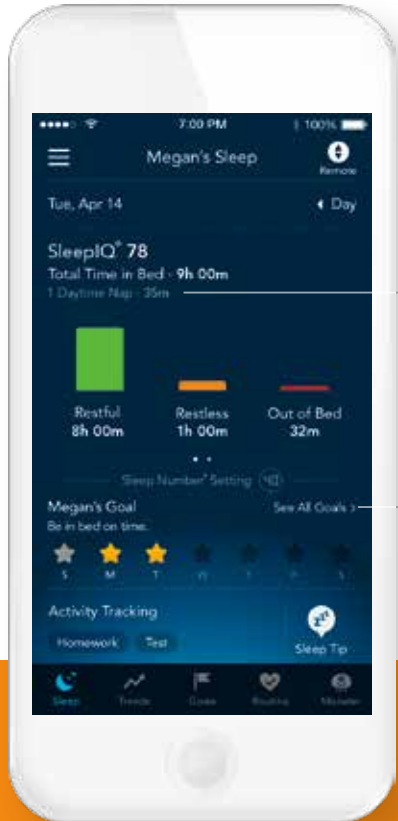 7:00 PM 100%
Megan's Sleep
Remote
Tue, Apr 14 Day
SleepIQ® 78
Total Time in Bed - 9h 00m
1 Daytime Nap - 35m
Restful Restless Out of Bed
8h 00m 1h 00m 32m
Sleep Number® Setting
Megan's Goal See All Goals >
Be in bed on time.
S M T W T F S
Activity Tracking
Homework Test
Sleep Tip
Sleep Trends Goals Routine Monster